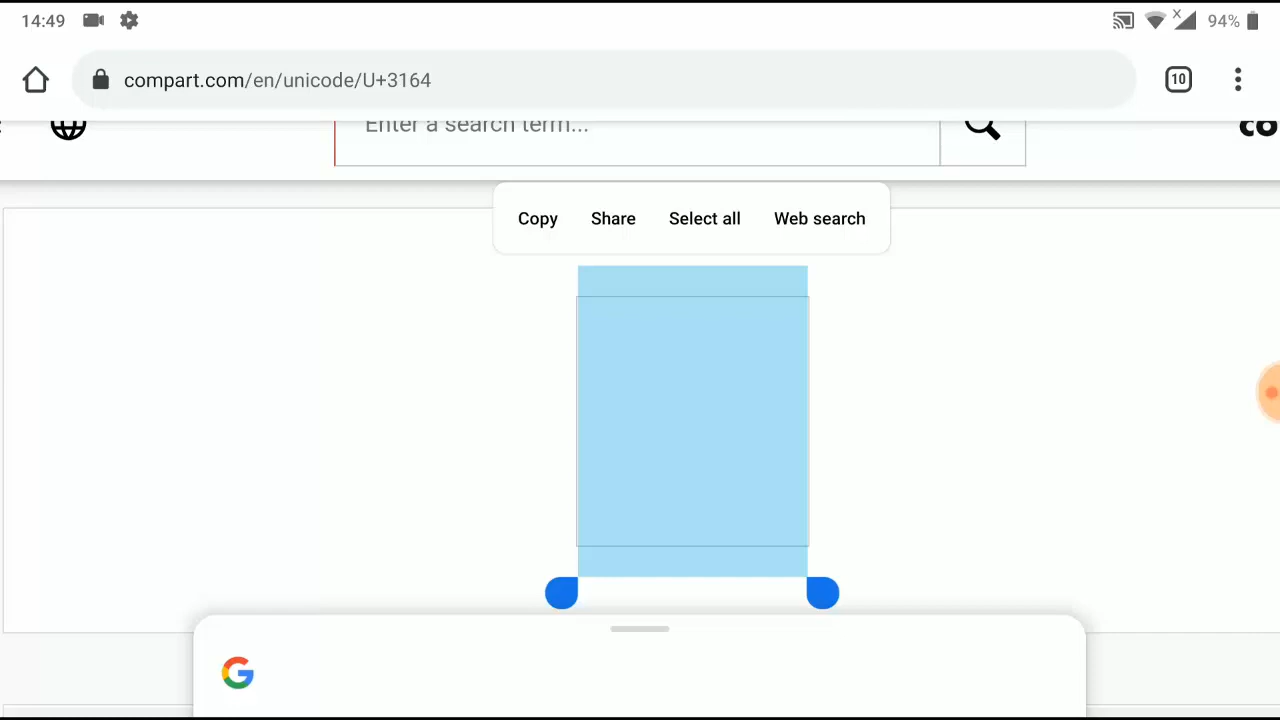 14:49 94%
compart.com/en/unicode/U+3164 10
Enter a search term... co
Copy Share Select all Web search